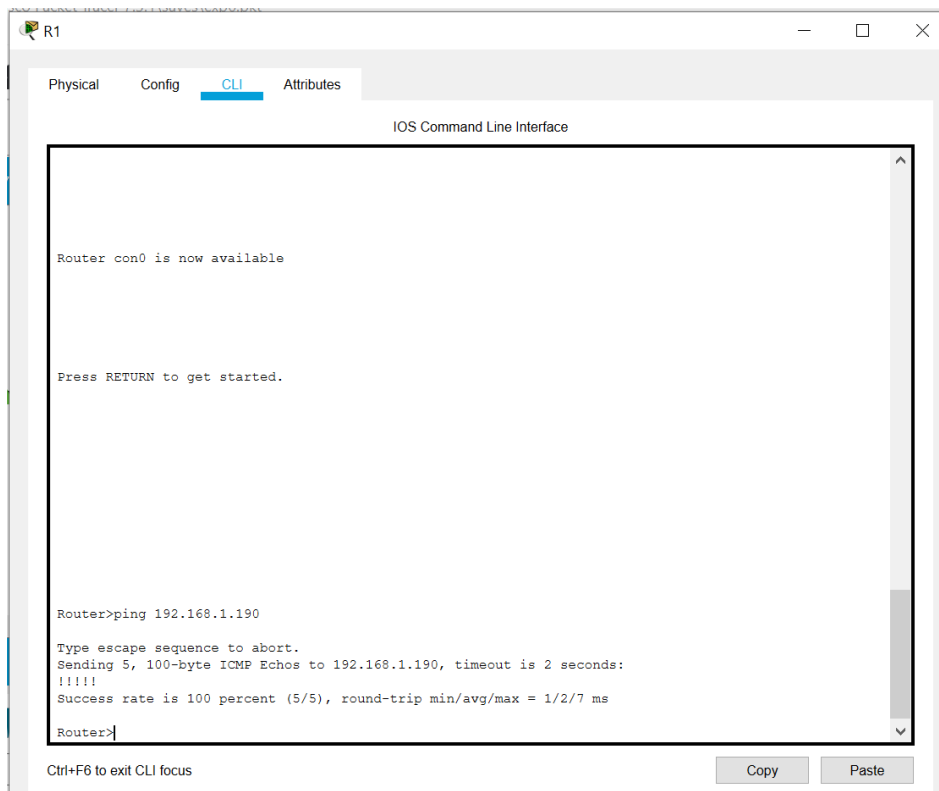 R1
Physical Config CLI Attributes
IOS Command Line Interface
Router con0 is now available
Press RETURN to get started.
Router>ping 192.168.1.190
Type escape sequence to abort.
Sending 5, 100-byte ICMP Echos to 192.168.1.190, timeout is 2 seconds:
!!!!!
Success rate is 100 percent (5/5), round-trip min/avg/max = 1/2/7 ms
Router>
Ctrl+F6 to exit CLI focus
Copy Paste